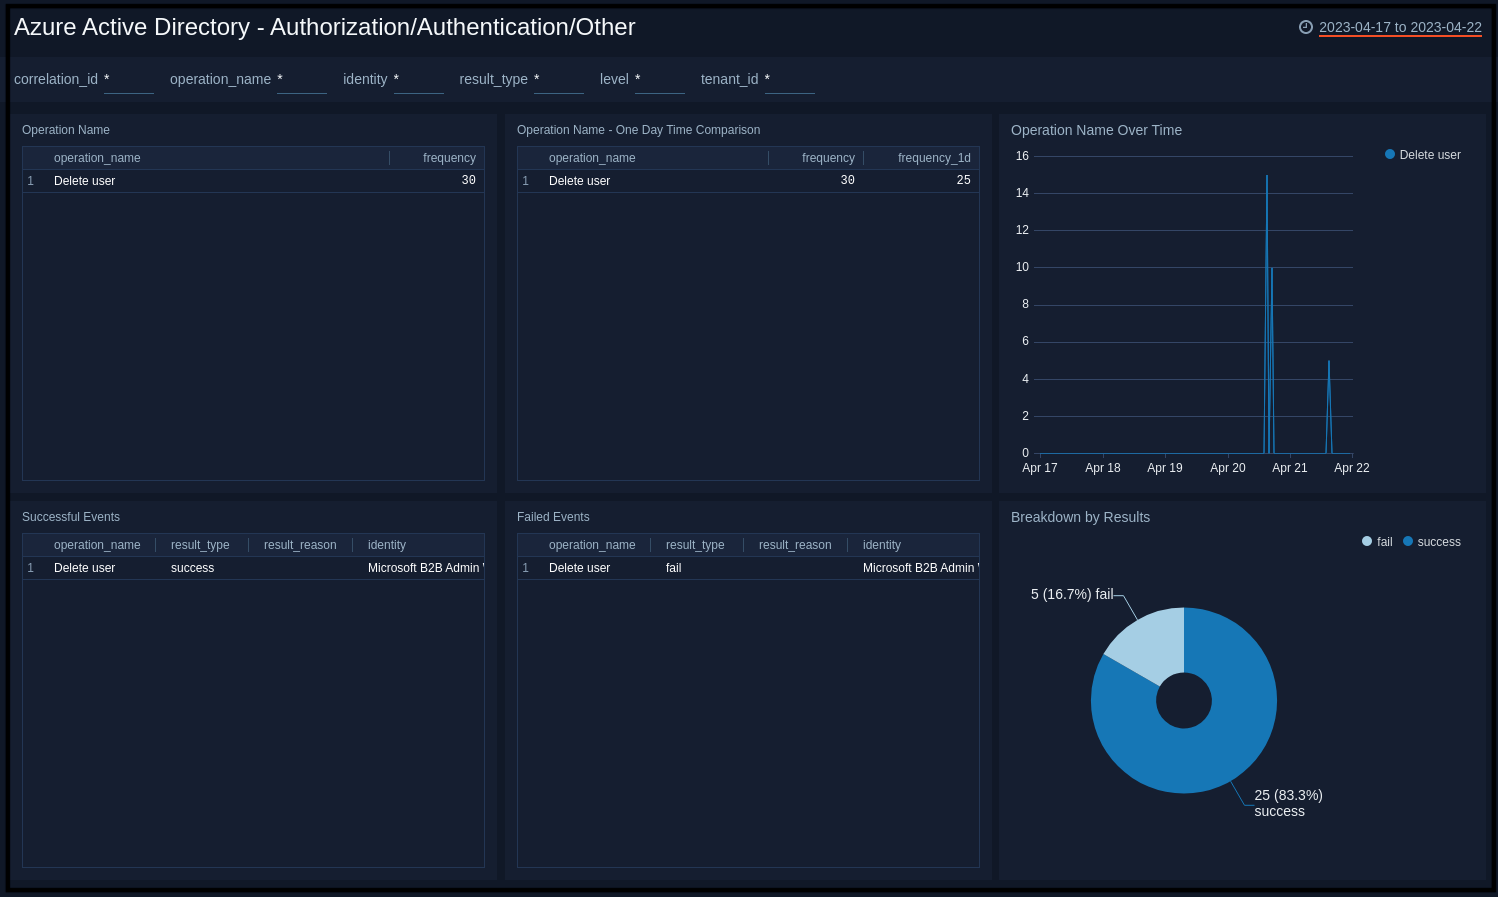 Azure Active Directory - Authorization/Authentication/Other
2023-04-17 to 2023-04-22
correlation_id * operation_name * identity * result_type * level * tenant_id *
Operation Name
operation_name frequency
1 Delete user 30
Operation Name - One Day Time Comparison
operation_name frequency frequency_1d
1 Delete user 30 25
Operation Name Over Time
Delete user
16
14
12
10
8
6
4
2
0
Apr 17 Apr 18 Apr 19 Apr 20 Apr 21 Apr 22
Successful Events
operation_name result_type result_reason identity
1 Delete user success Microsoft B2B Admin
Failed Events
operation_name result_type result_reason identity
1 Delete user fail Microsoft B2B Admin
Breakdown by Results
fail success
5 (16.7%) fail
25 (83.3%)
success